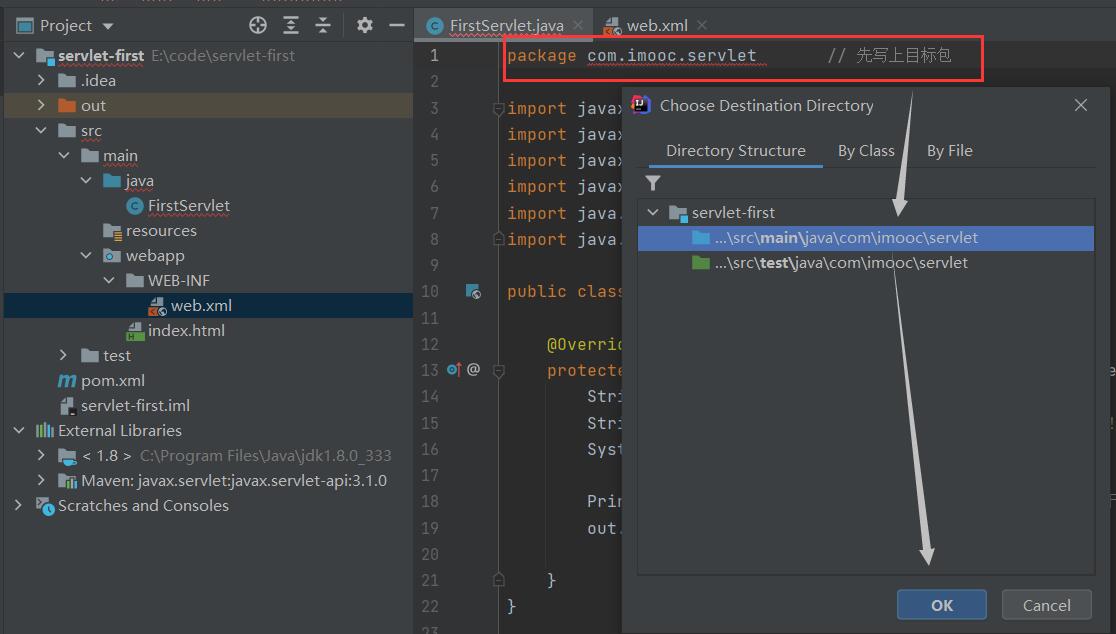 Project
servlet-first E:\code\servlet-first
.idea
out
src
main
java
FirstServlet
resources
webapp
WEB-INF
web.xml
index.html
test
pom.xml
servlet-first.iml
External Libraries
< 1.8 > C:\Program Files\Java\jdk1.8.0_333
Maven: javax.servlet:javax.servlet-api:3.1.0
Scratches and Consoles
FirstServlet.java
web.xml
1 package com.imooc.servlet // 先写上目标包
2
3 import javax
4 import javax
5 import javax
6 import javax
7 import java.
8 import java.
9
10 public class
11
12 @Overric
13 protecte
14 Stri
15 Stri
16 Syst
17
18 Prin
19 out.
20
21 }
22 }
23
Choose Destination Directory
Directory Structure By Class By File
servlet-first
...\src\main\java\com\imooc\servlet
...\src\test\java\com\imooc\servlet
OK Cancel